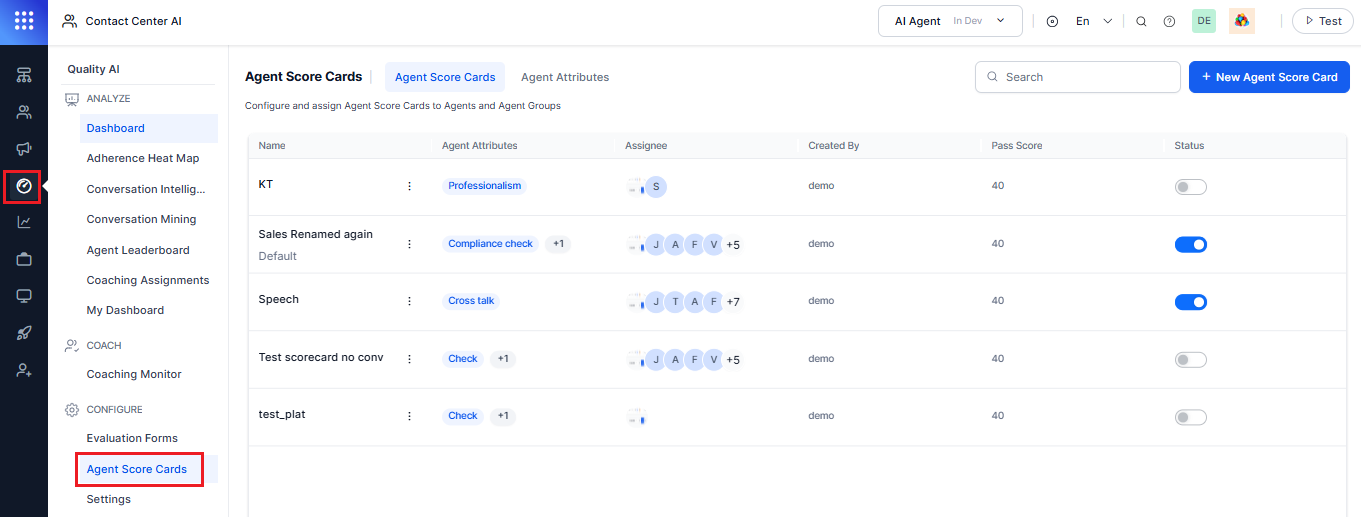 Contact Center AI
AI Agent In Dev
En
DE
Test
Quality AI
ANALYZE
Dashboard
Adherence Heat Map
Conversation Intellig...
Conversation Mining
Agent Leaderboard
Coaching Assignments
My Dashboard
COACH
Coaching Monitor
CONFIGURE
Evaluation Forms
Agent Score Cards
Settings
Agent Score Cards | Agent Score Cards Agent Attributes
Search
+ New Agent Score Card
Configure and assign Agent Score Cards to Agents and Agent Groups
Name Agent Attributes Assignee Created By Pass Score Status
KT Professionalism S demo 40
Sales Renamed again Compliance check +1 J A F V +5 demo 40
Default
Speech Cross talk J T A F +7 demo 40
Test scorecard no conv Check +1 J A F V +5 demo 40
test_plat Check +1 demo 40